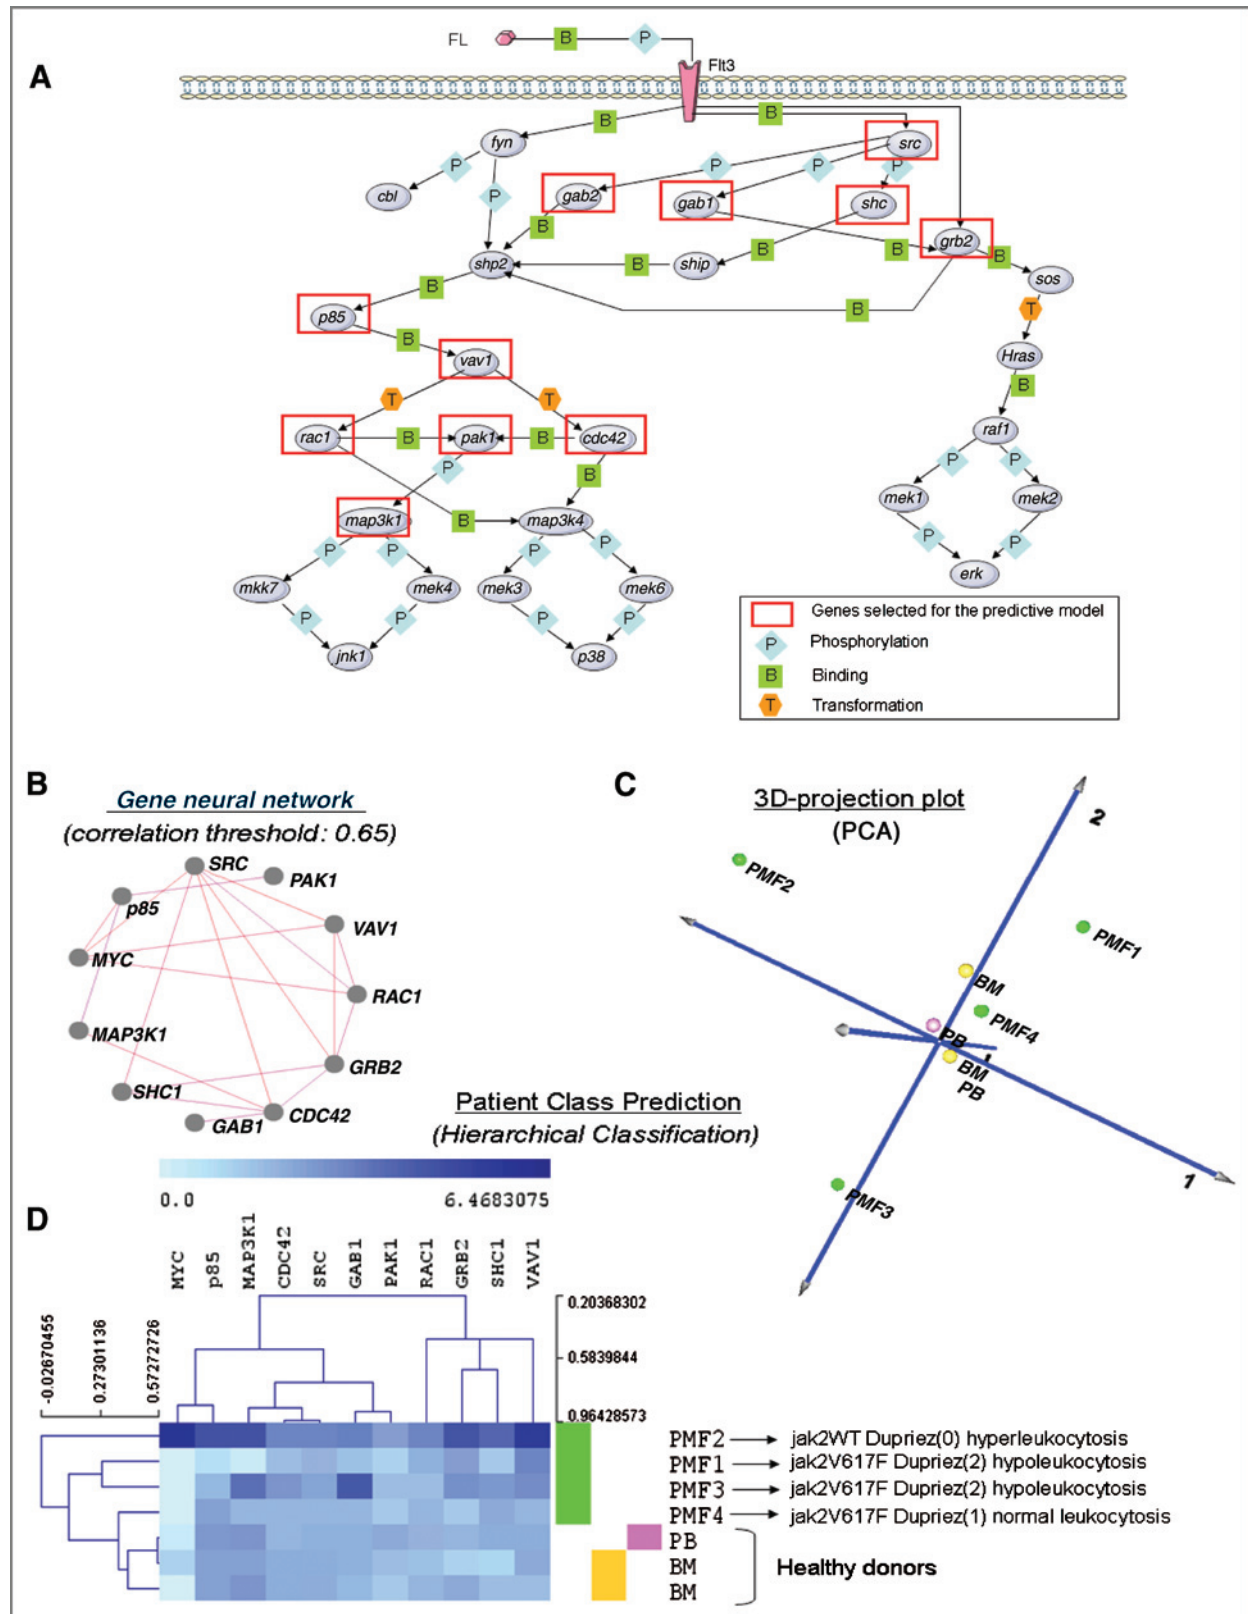 A
FL
B
P
Flt3
B
B
fyn
src
P
P
P
P
P
cbl
gab2
gab1
shc
B
B
B
grb2
B
shp2
B
ship
sos
B
B
T
p85
B
vav1
Hras
B
T
T
rac1
B
pak1
B
cdc42
raf1
P
B
P
P
map3k1
B
map3k4
mek1
mek2
P
P
P
P
P
P
mkk7
mek4
mek3
mek6
erk
P
P
P
P
jnk1
p38
Genes selected for the predictive model
P Phosphorylation
B Binding
T Transformation
B
Gene neural network
(correlation threshold: 0.65)
SRC
PAK1
p85
VAV1
MYC
RAC1
MAP3K1
GRB2
SHC1
CDC42
GAB1
C
3D-projection plot
(PCA)
2
PMF2
PMF1
BM
PMF4
PB
BM
PB
1
PMF3
Patient Class Prediction
(Hierarchical Classification)
0.0
6.4683075
D
MYC
p85
MAP3K1
CDC42
SRC
GAB1
PAK1
RAC1
GRB2
SHC1
VAV1
-0.02670455
0.27301136
0.57272726
0.20368302
0.5839844
0.96428573
PMF2 jak2WT Dupriez(0) hyperleukocytosis
PMF1 jak2V617F Dupriez(2) hypoleukocytosis
PMF3 jak2V617F Dupriez(2) hypoleukocytosis
PMF4 jak2V617F Dupriez(1) normal leukocytosis
PB
BM
BM
Healthy donors